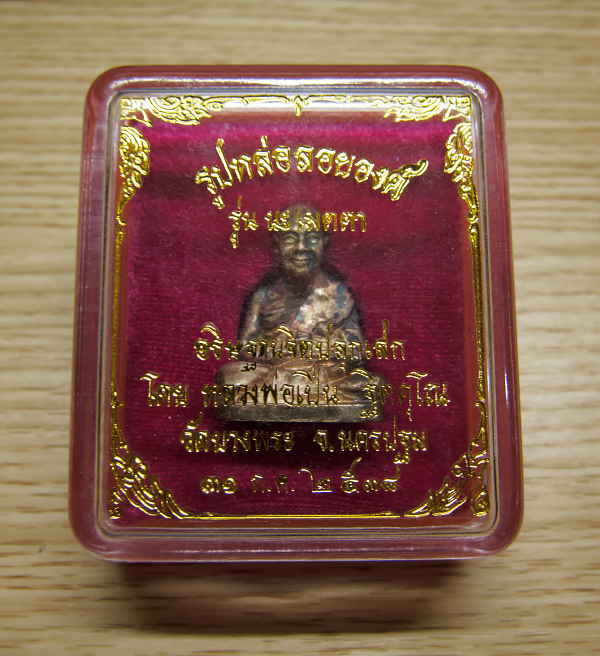 รูปหล่อลอยองค์
รุ่น นะเมตตา
อธิษฐานจิตปลุกเสก
โดย หลวงพ่อเปิ่น ฐิตคุโณ
วัดบางพระ จ.นครปฐม
๓๑ ก.ค. ๒๕๓๘